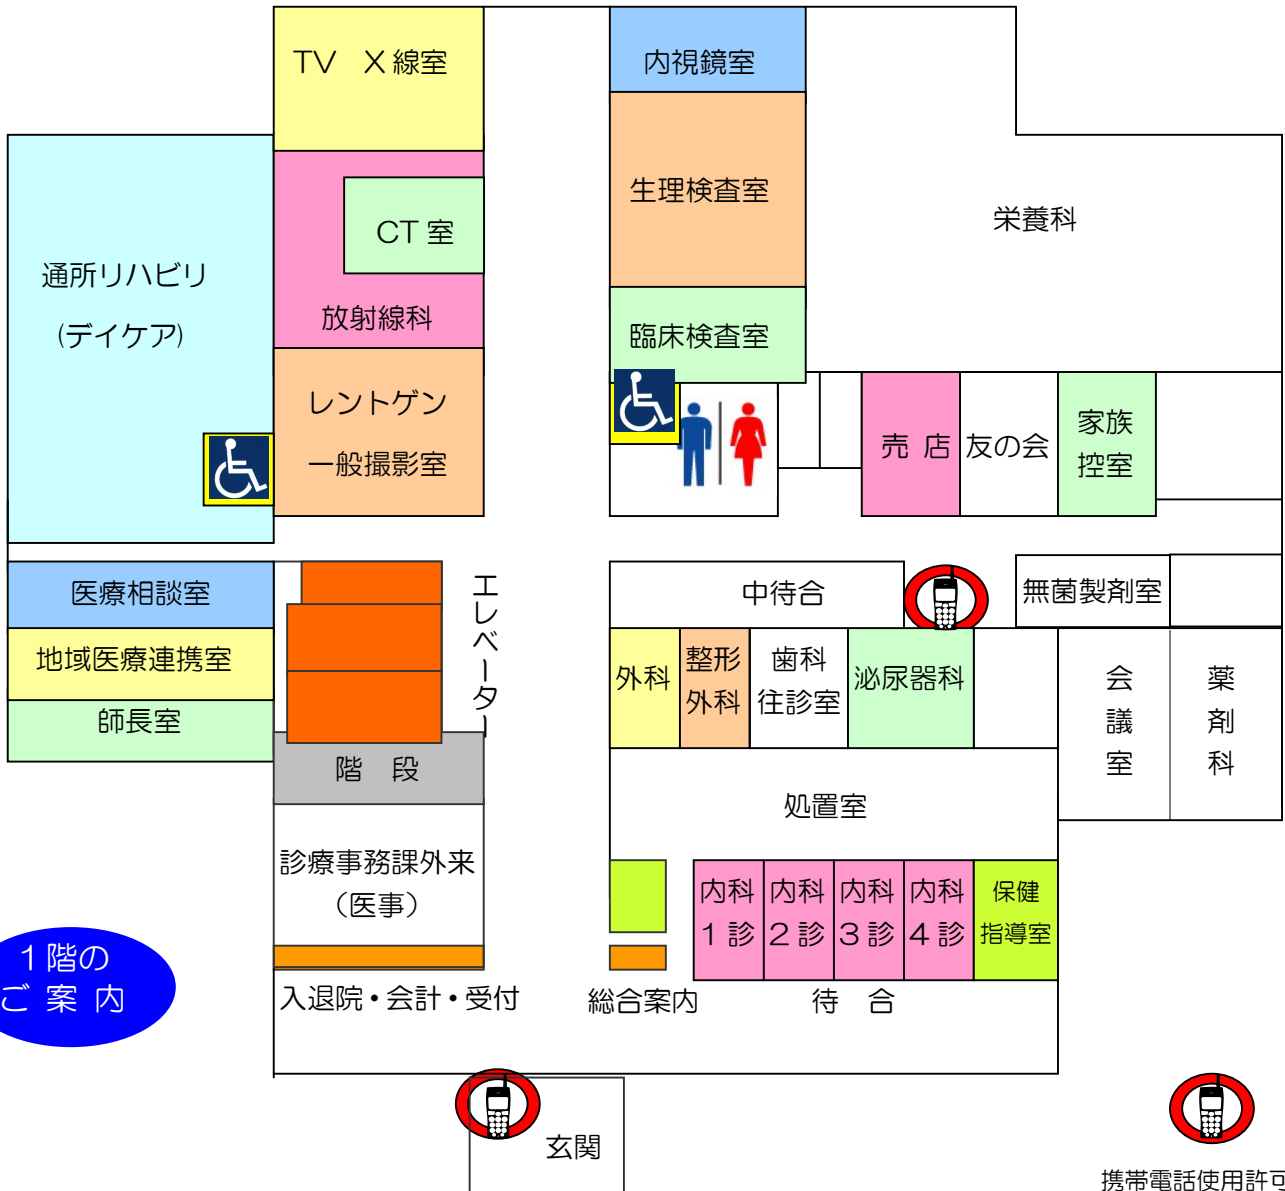 TV X線室
内視鏡室
生理検査室
栄養科
CT室
通所リハビリ
(デイケア)
放射線科
臨床検査室
レントゲン
一般撮影室
売 店
友の会
家族
控室
医療相談室
エレベーター
中待合
無菌製剤室
地域医療連携室
外科
整形
外科
歯科
往診室
泌尿器科
会議室
薬剤科
師長室
階 段
処置室
診療事務課外来
(医事)
内科
1診
内科
2診
内科
3診
内科
4診
保健
指導室
1階の
ご案内
入退院・会計・受付
総合案内
待 合
玄関
携帯電話使用許可